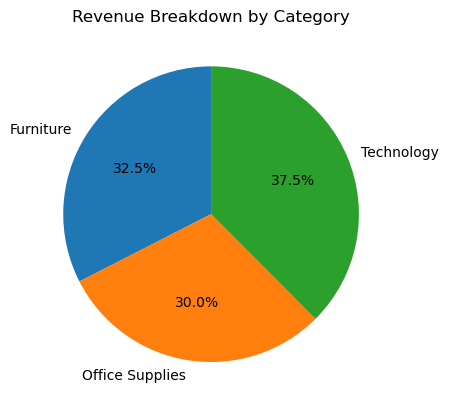 Revenue Breakdown by Category
Furniture
Technology
32.5%
37.5%
30.0%
Office Supplies